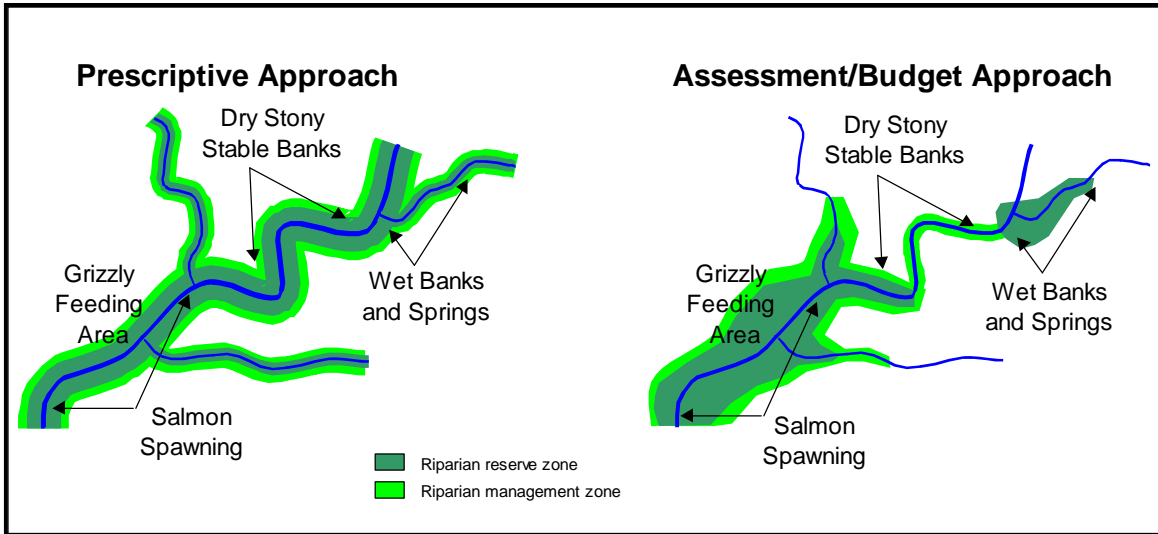 Prescriptive Approach
Dry Stony
Stable Banks
Grizzly
Feeding
Area
Wet Banks
and Springs
Salmon
Spawning
Assessment/Budget Approach
Dry Stony
Stable Banks
Grizzly
Feeding
Area
Wet Banks
and Springs
Salmon
Spawning
Riparian reserve zone
Riparian management zone